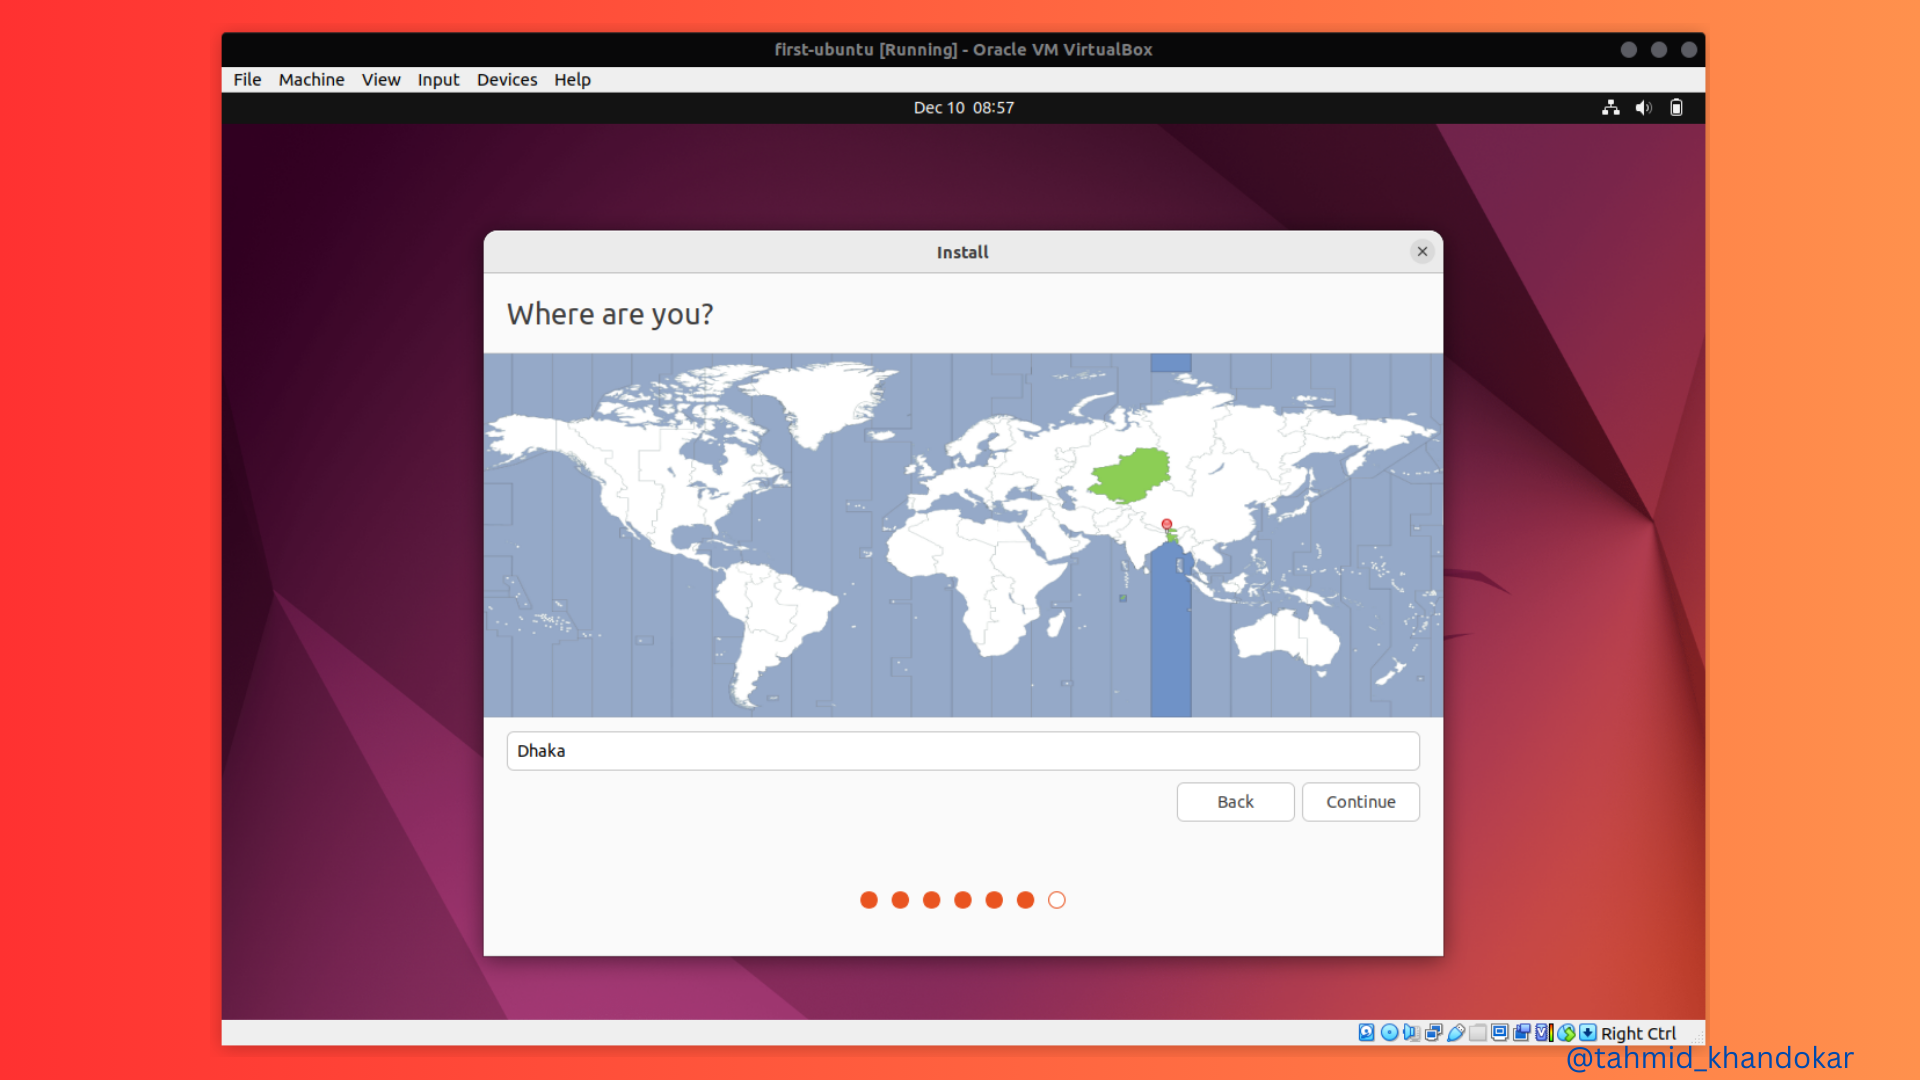 first-ubuntu [Running] - Oracle VM VirtualBox
File Machine View Input Devices Help
Dec 10 08:57
Install
Where are you?
Dhaka
Back Continue
Right Ctrl
@tahmid_khandokar